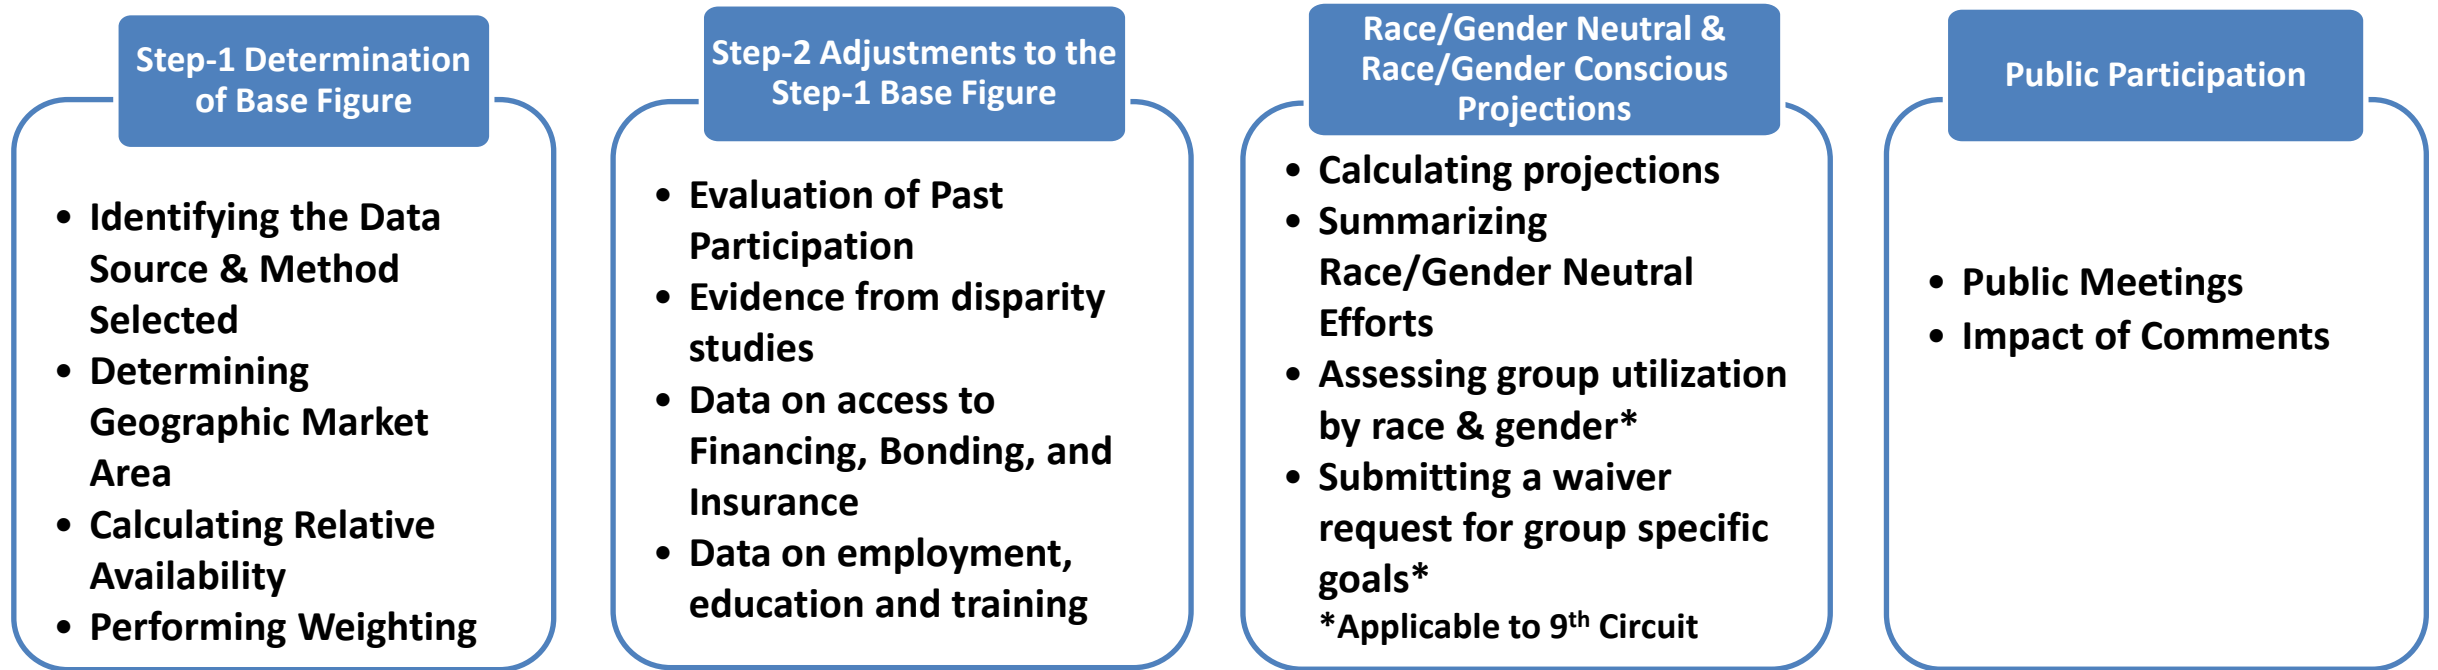 Step-1 Determination
of Base Figure
• Identifying the Data
Source & Method
Selected
• Determining
Geographic Market
Area
• Calculating Relative
Availability
• Performing Weighting
Step-2 Adjustments to the
Step-1 Base Figure
• Evaluation of Past
Participation
• Evidence from disparity
studies
• Data on access to
Financing, Bonding, and
Insurance
• Data on employment,
education and training
Race/Gender Neutral &
Race/Gender Conscious
Projections
• Calculating projections
• Summarizing
Race/Gender Neutral
Efforts
• Assessing group utilization
by race & gender*
• Submitting a waiver
request for group specific
goals*
*Applicable to 9th Circuit
Public Participation
• Public Meetings
• Impact of Comments